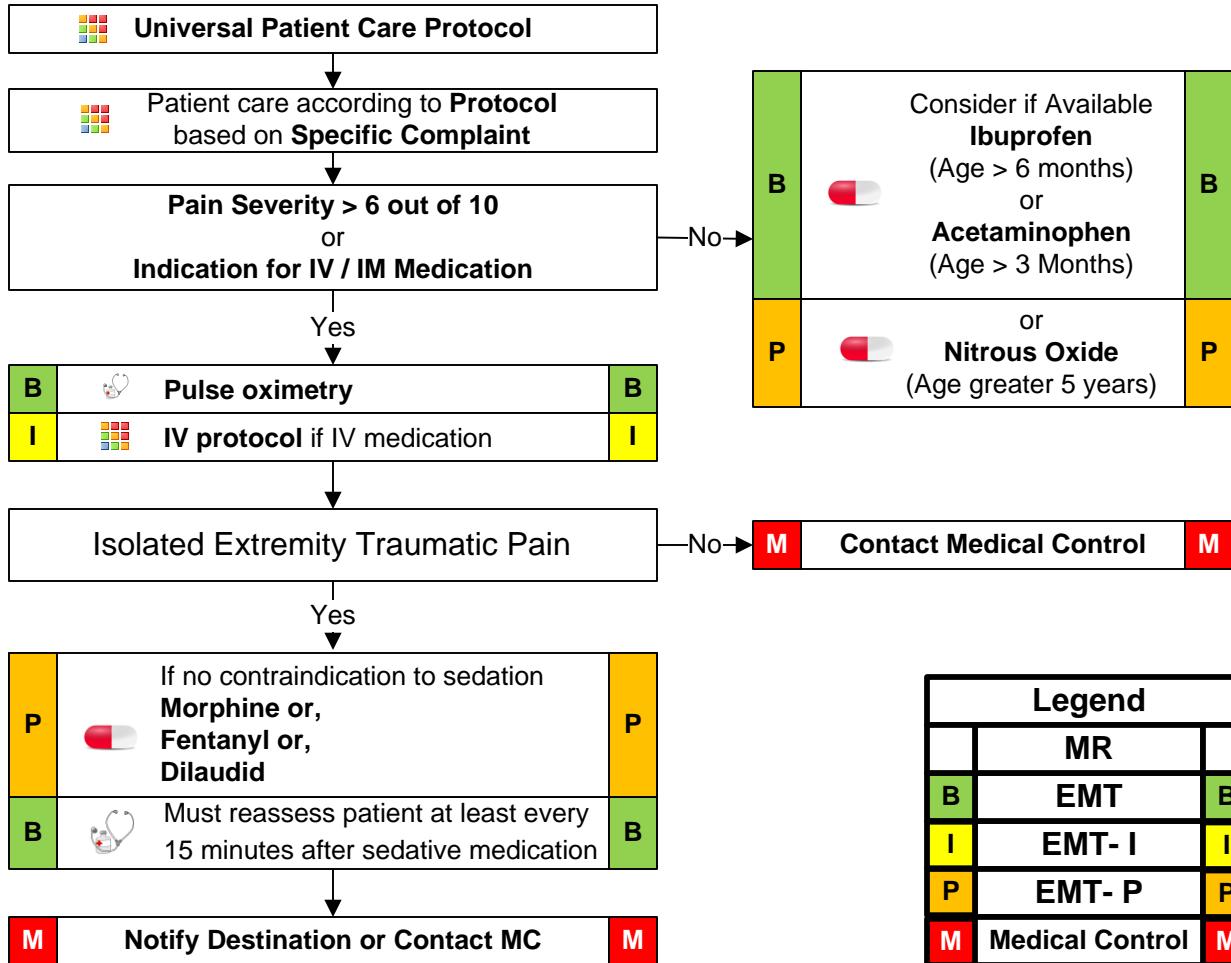 Universal Patient Care Protocol
Patient care according to Protocol
based on Specific Complaint
Pain Severity > 6 out of 10
or
Indication for IV / IM Medication
No
B
Consider if Available
Ibuprofen
(Age > 6 months)
or
Acetaminophen
(Age > 3 Months)
B
P
or
Nitrous Oxide
(Age greater 5 years)
P
Yes
B Pulse oximetry B
I IV protocol if IV medication I
Isolated Extremity Traumatic Pain
No
M Contact Medical Control M
Yes
P
If no contraindication to sedation
Morphine or,
Fentanyl or,
Dilaudid
P
B
Must reassess patient at least every
15 minutes after sedative medication
B
M Notify Destination or Contact MC M
Legend
MR
B EMT B
I EMT- I I
P EMT- P P
M Medical Control M